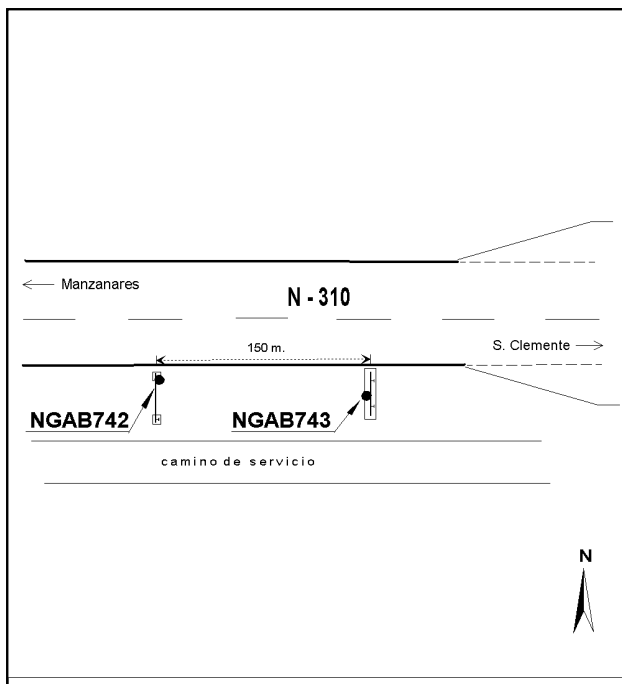 Manzanares
N - 310
150 m.
S. Clemente
NGAB742
NGAB743
camino de servicio
N